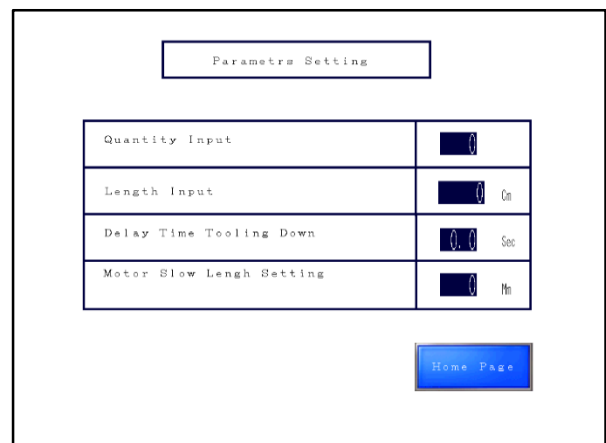 Parametrs Setting
Quantity Input 0
Length Input 0 Cm
Delay Time Tooling Down 0.0 Sec
Motor Slow Lengh Setting 0 Mm
Home Page